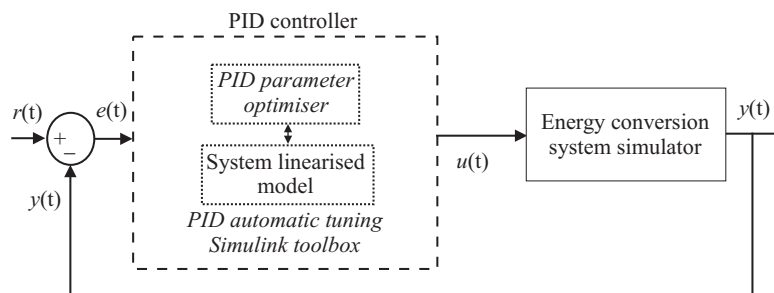 PID controller
PID parameter
optimiser
r(t)
e(t)
+
–
System linearised
model
y(t)
PID automatic tuning
Simulink toolbox
u(t)
Energy conversion
system simulator
y(t)